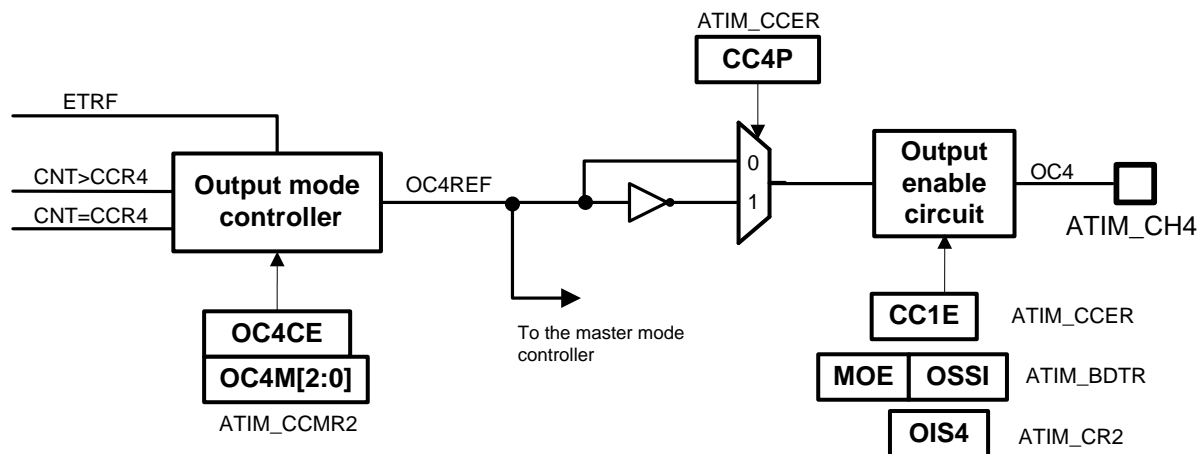 ATIM_CCER
CC4P
ETRF
CNT>CCR4
CNT=CCR4
Output mode
controller
OC4REF
0
1
Output
enable
circuit
OC4
ATIM_CH4
To the master mode
controller
OC4CE
OC4M[2:0]
ATIM_CCMR2
CC1E
ATIM_CCER
MOE
OSSI
ATIM_BDTR
OIS4
ATIM_CR2